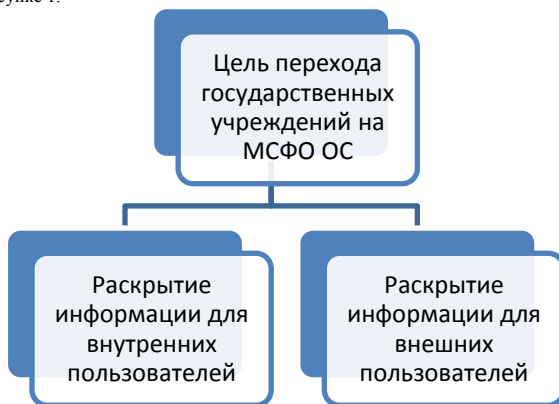 Цель перехода
государственных
учреждений на
МСФО ОС
Раскрытие
информации для
внутренних
пользователей
Раскрытие
информации для
внешних
пользователей